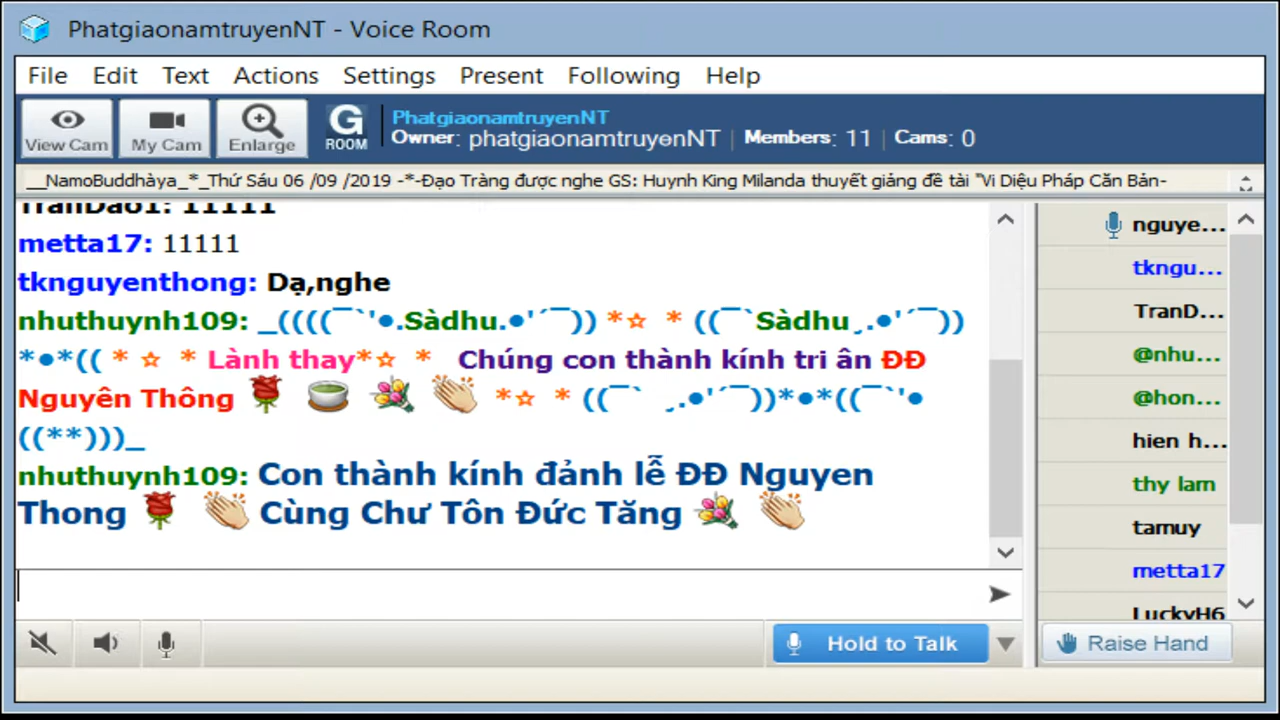 PhatgiaonamtruyenNT - Voice Room
File Edit Text Actions Settings Present Following Help
View Cam My Cam Enlarge G ROOM
PhatgiaonamtruyenNT
Owner: phatgiaonamtruyenNT | Members: 11 | Cams: 0
__NamoBuddhàya_*_Thứ Sáu 06 /09 /2019 -*-Đạo Tràng được nghe GS: Huynh King Milanda thuyết giảng đề tài "Vi Diệu Pháp Căn Bản-
TranDao1: 11111
metta17: 11111
tknguyenthong: Dạ,nghe
nhuthuynh109: _((((¯`'●.Sàdhu.●'´¯)) *☆ * ((¯`Sàdhu¸.●'´¯))
*●*(( * ☆ * Lành thay*☆ * Chúng con thành kính tri ân ĐĐ
Nguyên Thông 🌹 🍵 💐 👏 *☆ * ((¯` ¸.●'´¯))*●*((¯`'●
((**)))_
nhuthuynh109: Con thành kính đảnh lễ ĐĐ Nguyen
Thong 🌹 👏 Cùng Chư Tôn Đức Tăng 💐 👏
nguye...
tkngu...
TranD...
@nhu...
@hon...
hien h...
thy lam
tamuy
metta17
LuckyH6
Hold to Talk
Raise Hand